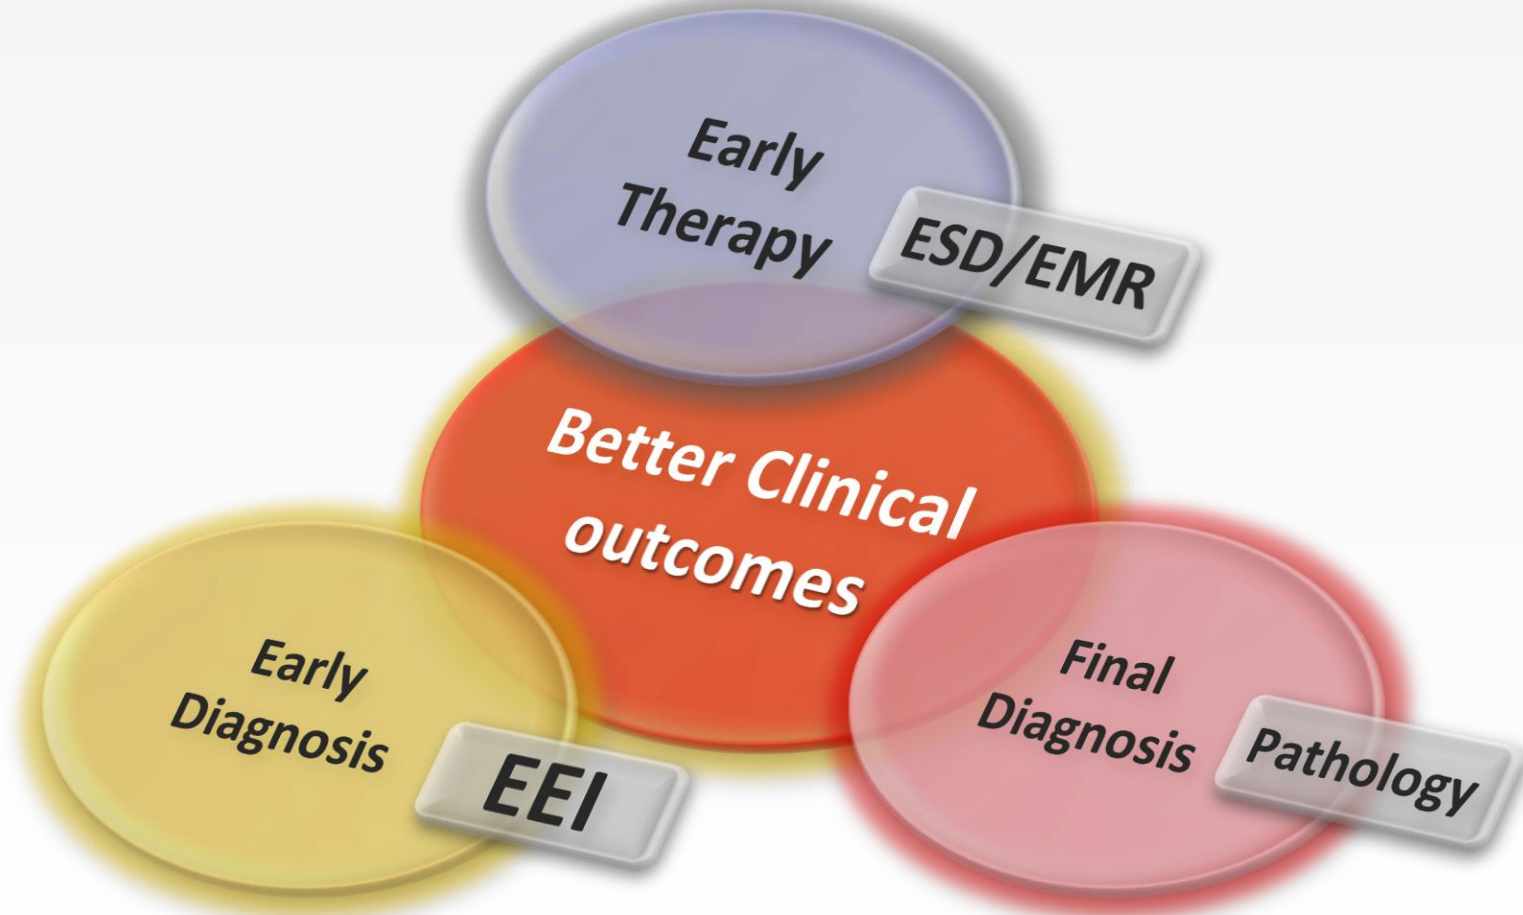 Early
Therapy
ESD/EMR
Better Clinical
outcomes
Early
Diagnosis
EEI
Final
Diagnosis
Pathology